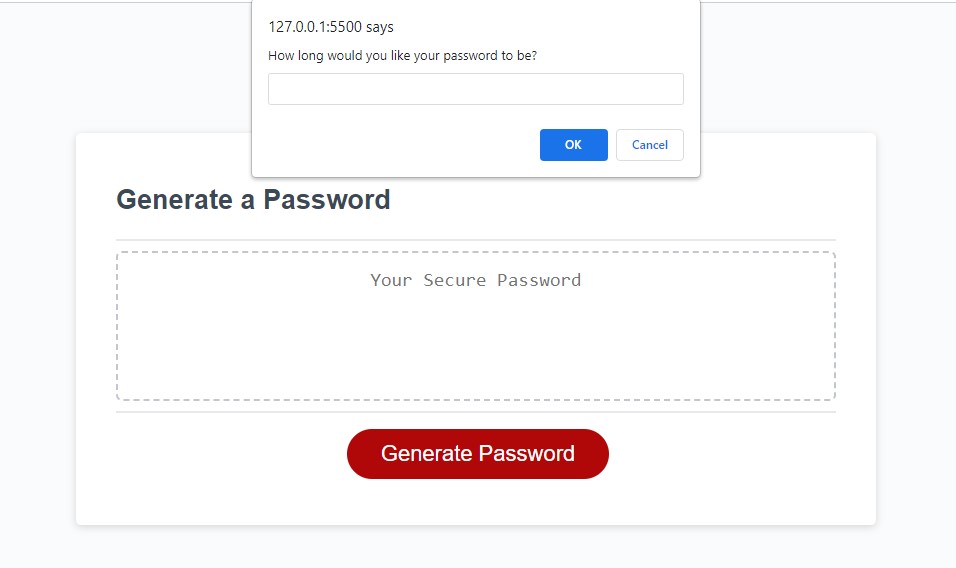 127.0.0.1:5500 says
How long would you like your password to be?
OK
Cancel
Generate a Password
Your Secure Password
Generate Password